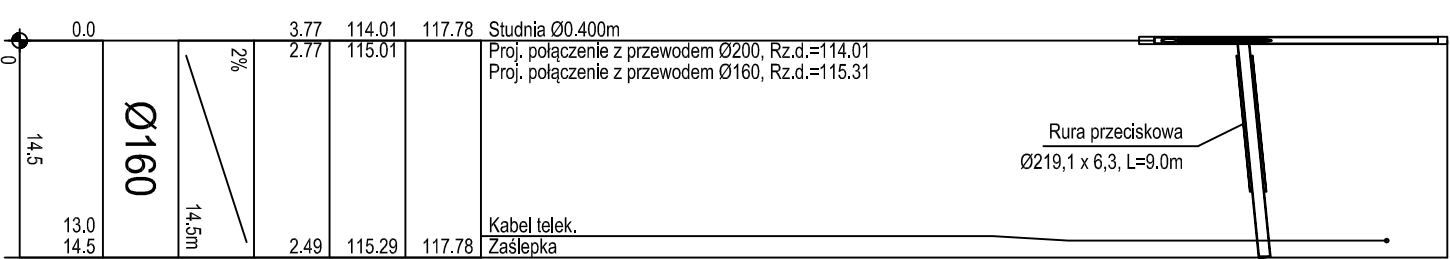 0.0 3.77 114.01 117.78 Studnia Ø0.400m
2.77 115.01 Proj. połączenie z przewodem Ø200, Rz.d.=114.01
Proj. połączenie z przewodem Ø160, Rz.d.=115.31
0
2%
14.5
Ø160
14.5m
Rura przeciskowa
Ø219,1 x 6,3, L=9.0m
13.0 Kabel telek.
14.5 2.49 115.29 117.78 Zaślepka